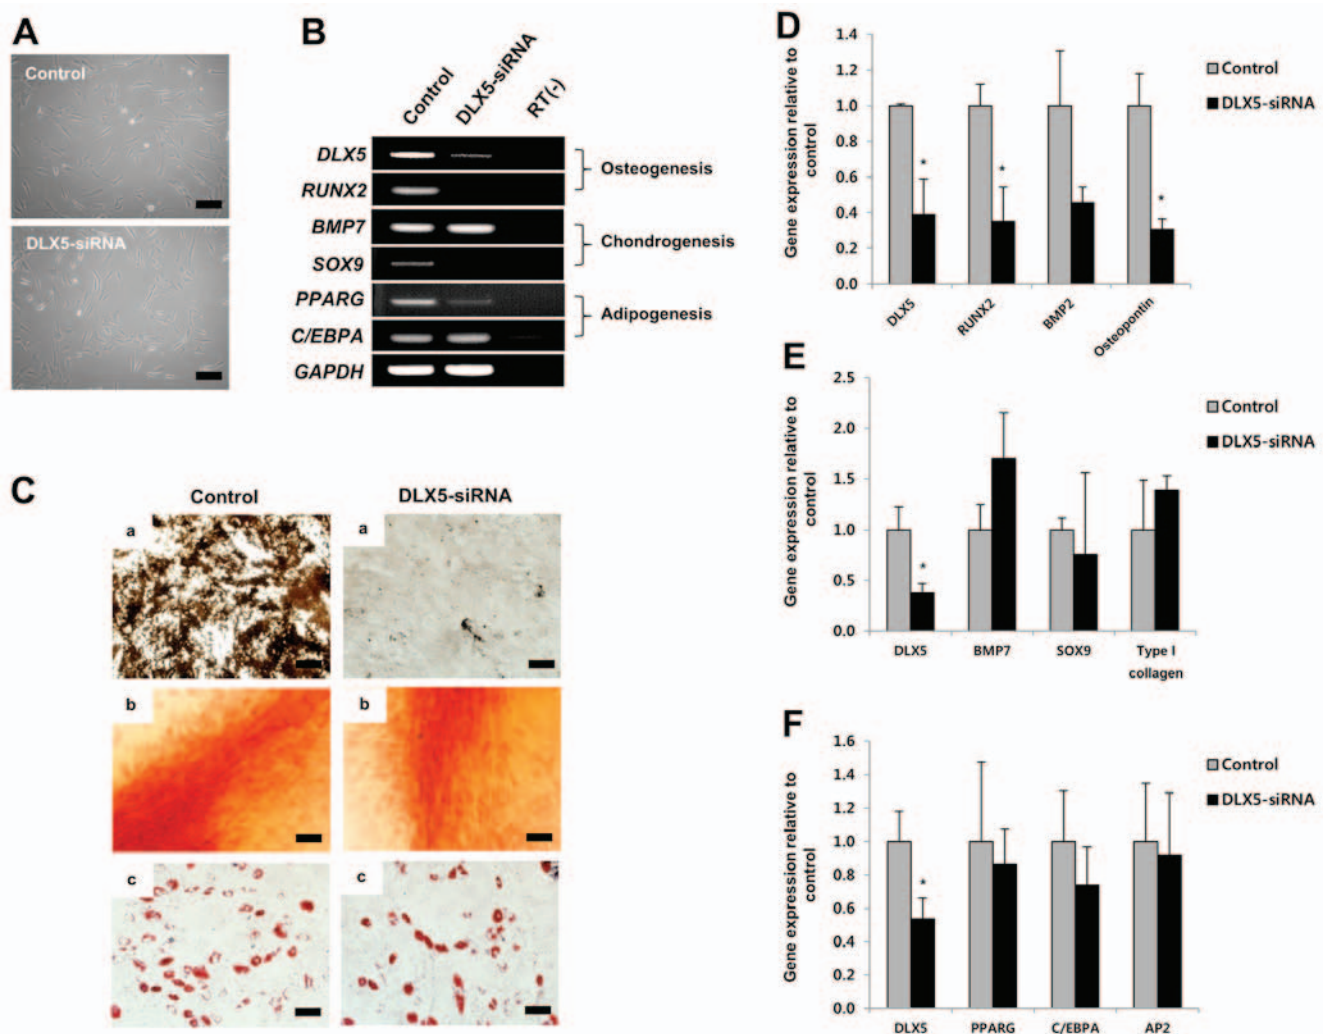 A
Control
DLX5-siRNA
B
Control
DLX5-siRNA
RT(-)
DLX5
RUNX2
BMP7
SOX9
PPARG
C/EBPA
GAPDH
Osteogenesis
Chondrogenesis
Adipogenesis
C
Control
DLX5-siRNA
a
a
b
b
c
c
D
Gene expression relative to
control
1.4
1.2
1.0
0.8
0.6
0.4
0.2
0.0
*
*
*
DLX5
RUNX2
BMP2
Osteopontin
Control
DLX5-siRNA
E
Gene expression relative to
control
2.5
2.0
1.5
1.0
0.5
0.0
*
DLX5
BMP7
SOX9
Type I
collagen
Control
DLX5-siRNA
F
Gene expression relative to
control
1.6
1.4
1.2
1.0
0.8
0.6
0.4
0.2
0.0
*
DLX5
PPARG
C/EBPA
AP2
Control
DLX5-siRNA